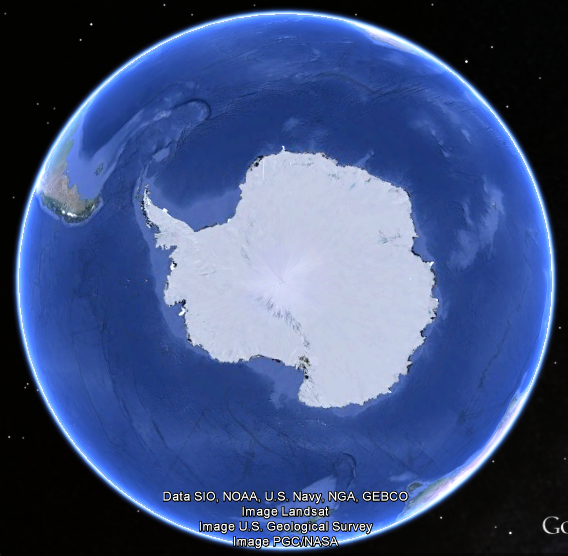 Data SIO, NOAA, U.S. Navy, NGA, GEBCO
Image Landsat
Image U.S. Geological Survey
Image PGC/NASA